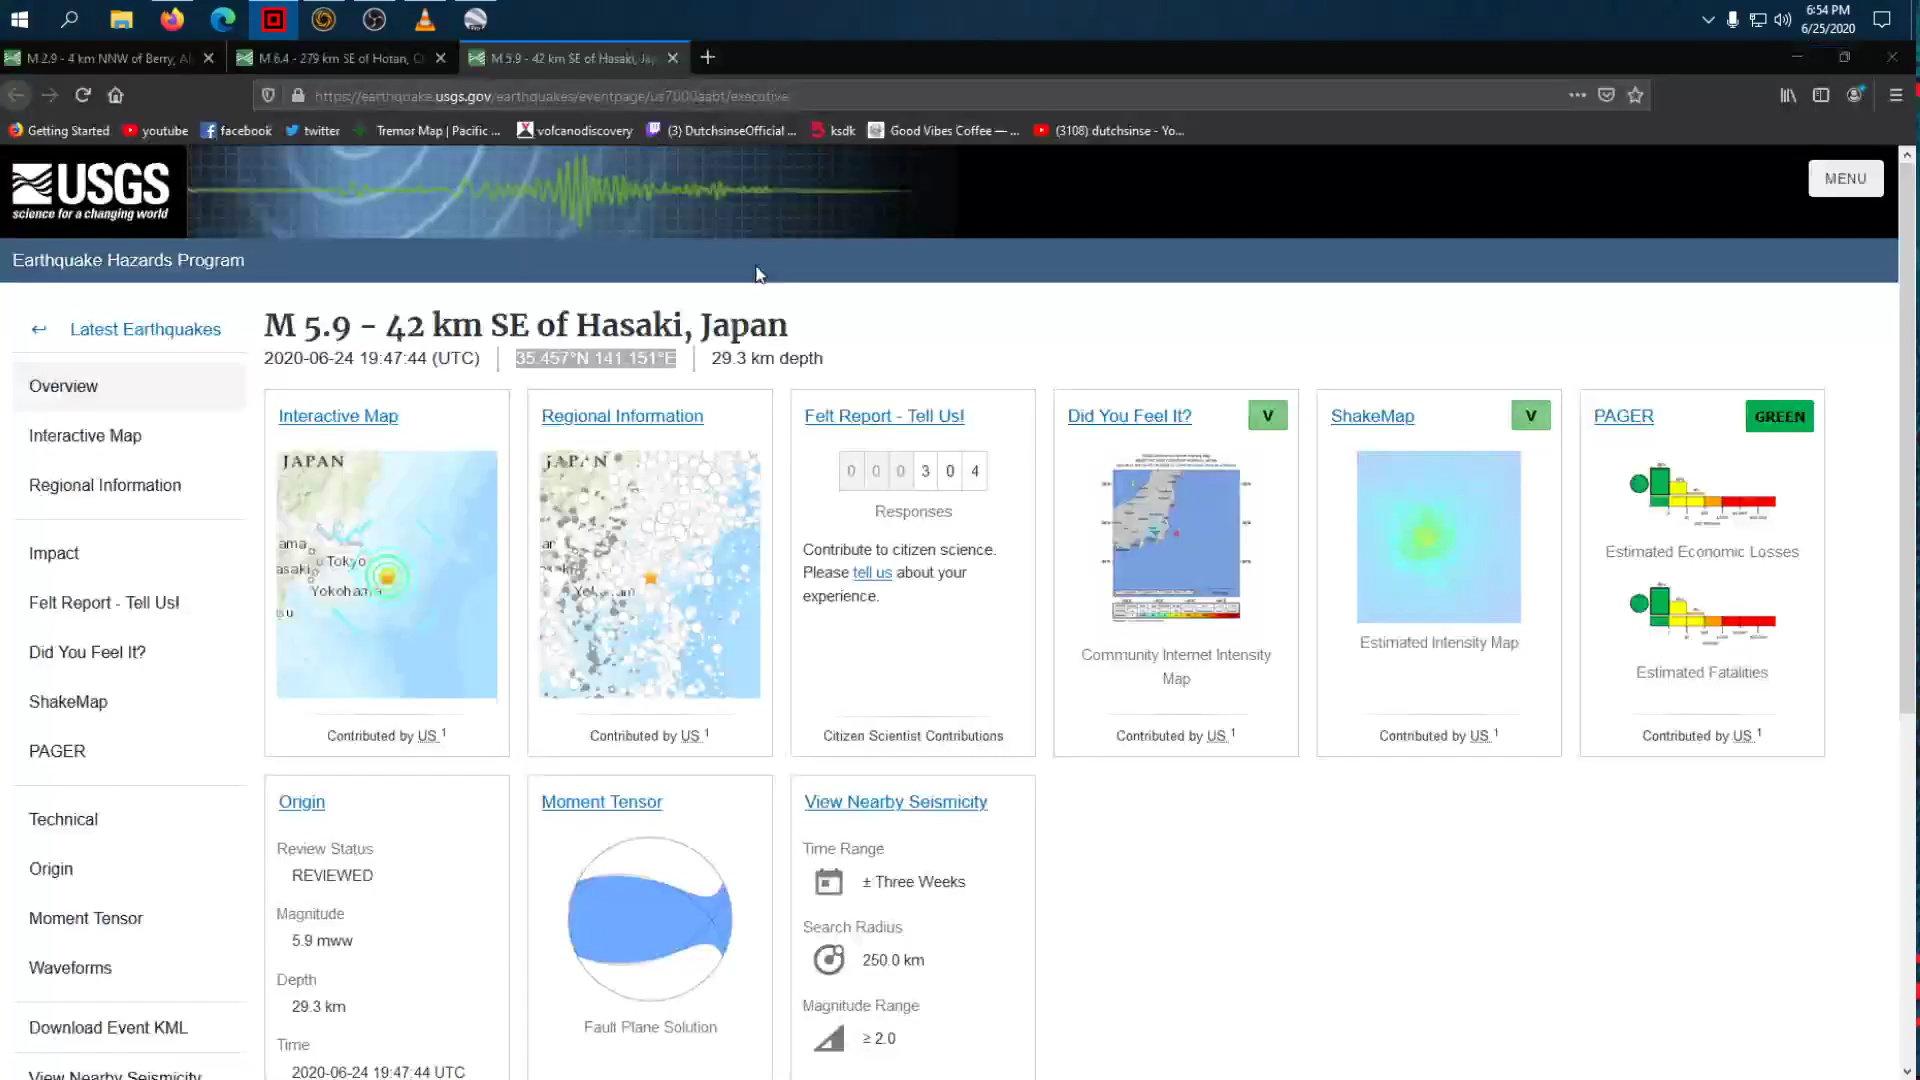 6:54 PM
6/25/2020
M 2.9 - 4 km NNW of Berry, Al
M 6.4 - 279 km SE of Hotan, C
M 5.9 - 42 km SE of Hasaki, Jap
https://earthquake.usgs.gov/earthquakes/eventpage/us7000aabt/executive
Getting Started
youtube
facebook
twitter
Tremor Map | Pacific ...
volcanodiscovery
(3) DutchsinseOfficial ...
ksdk
Good Vibes Coffee — ...
(3108) dutchsinse - Yo...
USGS
science for a changing world
MENU
Earthquake Hazards Program
Latest Earthquakes
Overview
Interactive Map
Regional Information
Impact
Felt Report - Tell Us!
Did You Feel It?
ShakeMap
PAGER
Technical
Origin
Moment Tensor
Waveforms
Download Event KML
View Nearby Seismicity
M 5.9 - 42 km SE of Hasaki, Japan
2020-06-24 19:47:44 (UTC)
35.457°N 141.151°E
29.3 km depth
Interactive Map
JAPAN
ama
Tokyo
asaki
Yokohama
Contributed by US 1
Regional Information
JAPAN
Contributed by US 1
Felt Report - Tell Us!
0 0 0 3 0 4
Responses
Contribute to citizen science.
Please tell us about your
experience.
Citizen Scientist Contributions
Did You Feel It?
V
Community Internet Intensity
Map
Contributed by US 1
ShakeMap
V
Estimated Intensity Map
Contributed by US 1
PAGER
GREEN
Estimated Economic Losses
Estimated Fatalities
Contributed by US 1
Origin
Review Status
REVIEWED
Magnitude
5.9 mww
Depth
29.3 km
Time
2020-06-24 19:47:44 UTC
Moment Tensor
Fault Plane Solution
View Nearby Seismicity
Time Range
± Three Weeks
Search Radius
250.0 km
Magnitude Range
≥ 2.0